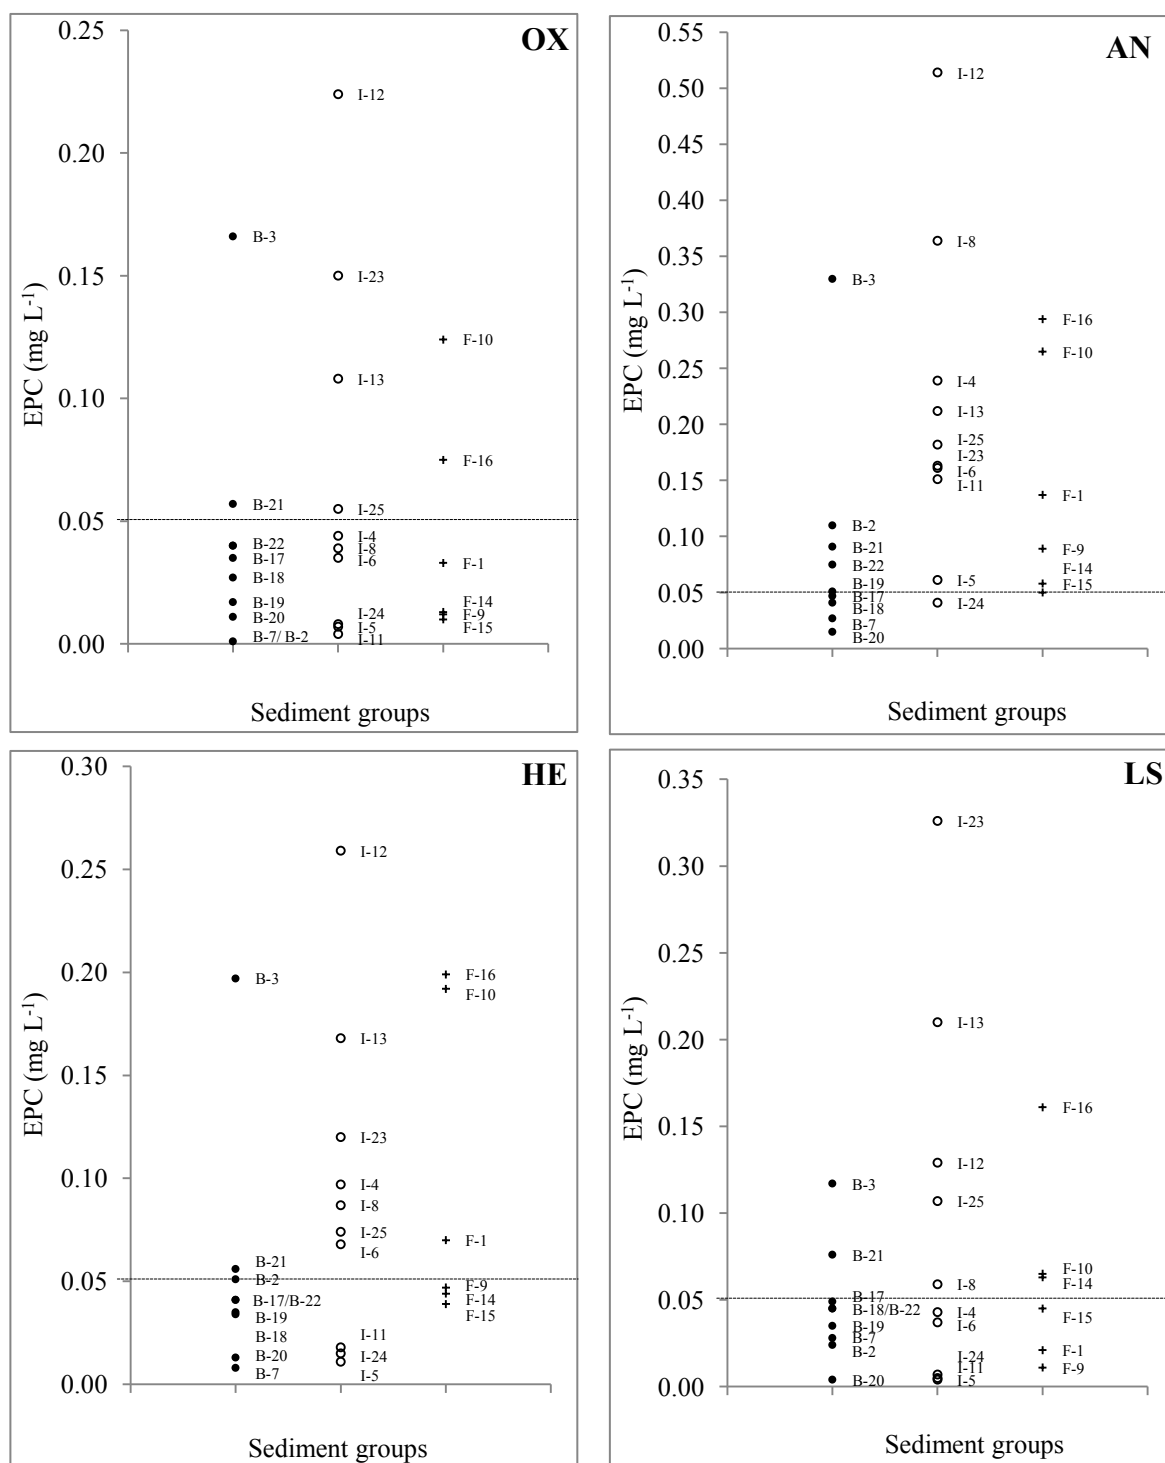 OX
EPC (mg L-1)
0.25
0.20
0.15
0.10
0.05
0.00
I-12
B-3
I-23
F-10
I-13
F-16
B-21
I-25
B-22
I-4
B-17
I-8
I-6
F-1
B-18
B-19
F-14
B-20
I-24
F-9
I-5
F-15
B-7/ B-2
I-11
Sediment groups
AN
EPC (mg L-1)
0.55
0.50
0.45
0.40
0.35
0.30
0.25
0.20
0.15
0.10
0.05
0.00
I-12
I-8
B-3
F-16
F-10
I-4
I-13
I-25
I-23
I-6
I-11
F-1
B-2
B-21
F-9
B-22
F-14
B-19
I-5
F-15
B-17
I-24
B-18
B-7
B-20
Sediment groups
HE
EPC (mg L-1)
0.30
0.25
0.20
0.15
0.10
0.05
0.00
I-12
B-3
F-16
F-10
I-13
I-23
I-4
I-8
I-25
F-1
I-6
B-21
B-2
F-9
B-17/B-22
F-14
B-19
F-15
B-18
I-11
B-20
I-24
B-7
I-5
Sediment groups
LS
EPC (mg L-1)
0.35
0.30
0.25
0.20
0.15
0.10
0.05
0.00
I-23
I-13
F-16
I-12
B-3
I-25
B-21
F-10
I-8
F-14
B-17
B-18/B-22
I-4
F-15
B-19
I-6
B-7
B-2
I-24
F-1
I-11
F-9
B-20
I-5
Sediment groups